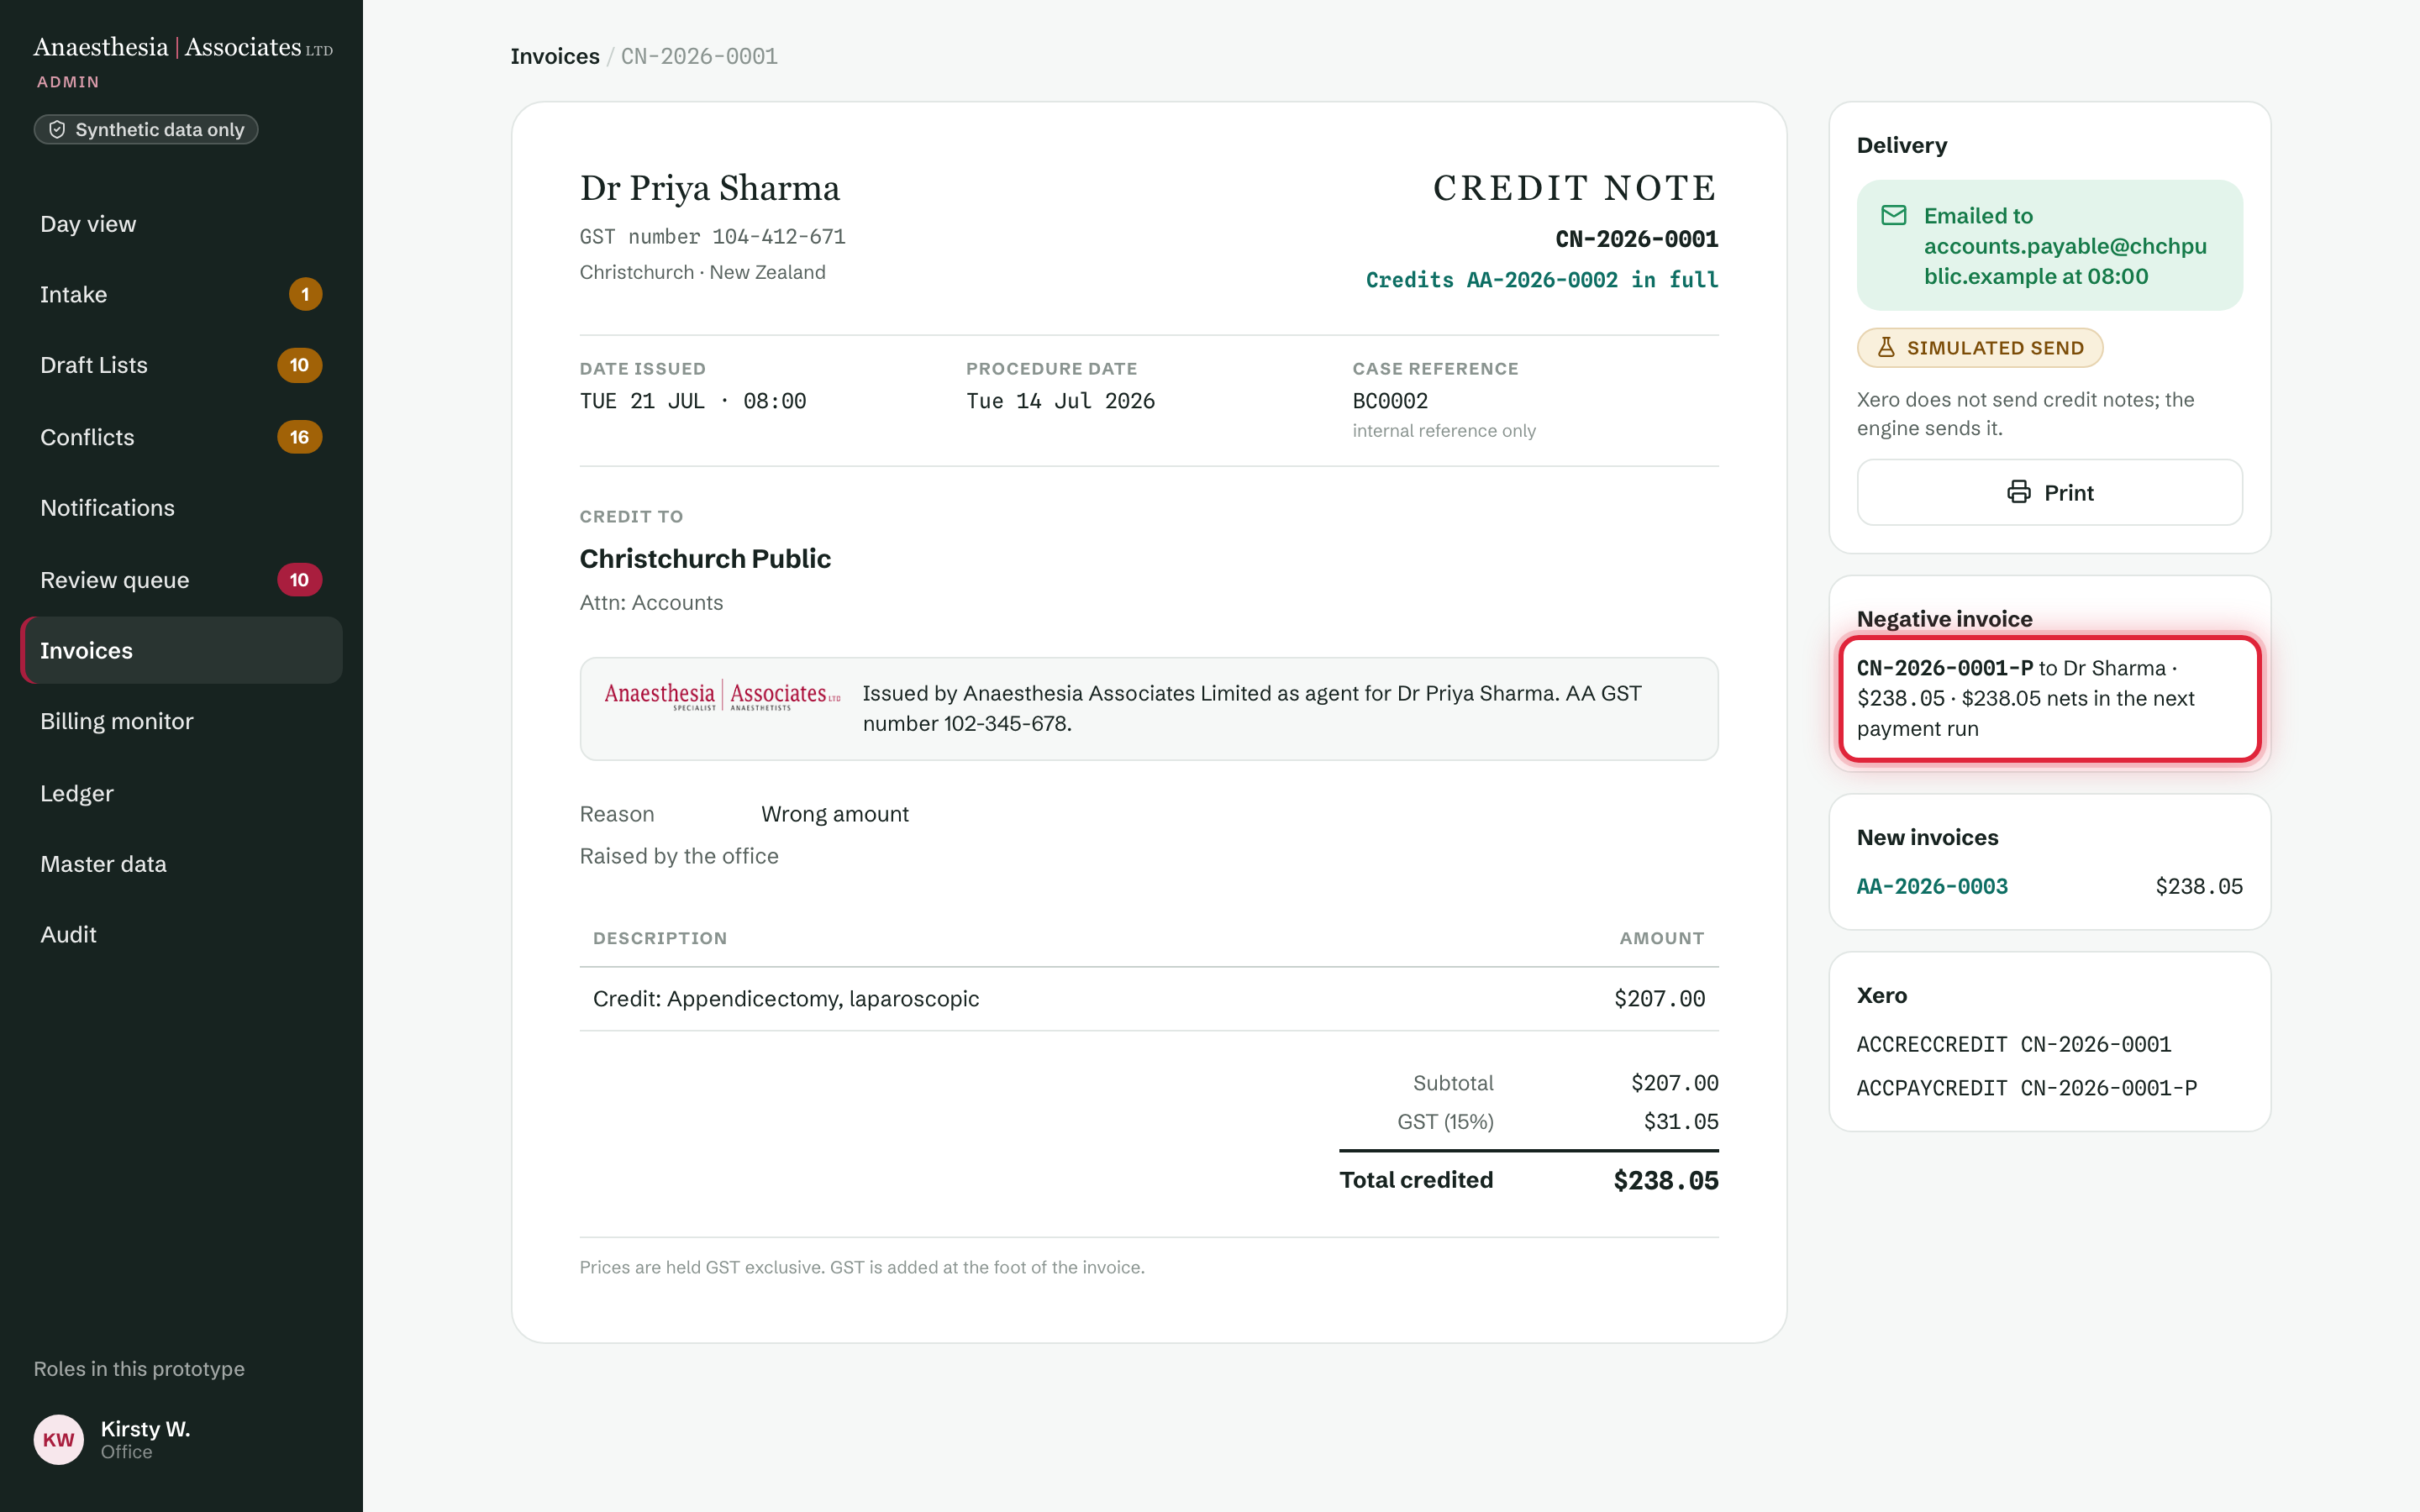 Anaesthesia | Associates LTD
ADMIN
Synthetic data only
Day view
Intake 1
Draft Lists 10
Conflicts 16
Notifications
Review queue 10
Invoices
Billing monitor
Ledger
Master data
Audit
Roles in this prototype
KW
Kirsty W.
Office
Invoices / CN-2026-0001
Dr Priya Sharma
GST number 104-412-671
Christchurch · New Zealand
CREDIT NOTE
CN-2026-0001
Credits AA-2026-0002 in full
DATE ISSUED
TUE 21 JUL · 08:00
PROCEDURE DATE
Tue 14 Jul 2026
CASE REFERENCE
BC0002
internal reference only
CREDIT TO
Christchurch Public
Attn: Accounts
Anaesthesia | Associates LTD
SPECIALIST | ANAESTHETISTS
Issued by Anaesthesia Associates Limited as agent for Dr Priya Sharma. AA GST
number 102-345-678.
Reason Wrong amount
Raised by the office
DESCRIPTION AMOUNT
Credit: Appendicectomy, laparoscopic $207.00
Subtotal $207.00
GST (15%) $31.05
Total credited $238.05
Prices are held GST exclusive. GST is added at the foot of the invoice.
Delivery
Emailed to
accounts.payable@chchpu
blic.example at 08:00
SIMULATED SEND
Xero does not send credit notes; the
engine sends it.
Print
Negative invoice
CN-2026-0001-P to Dr Sharma ·
$238.05 · $238.05 nets in the next
payment run
New invoices
AA-2026-0003 $238.05
Xero
ACCRECCREDIT CN-2026-0001
ACCPAYCREDIT CN-2026-0001-P